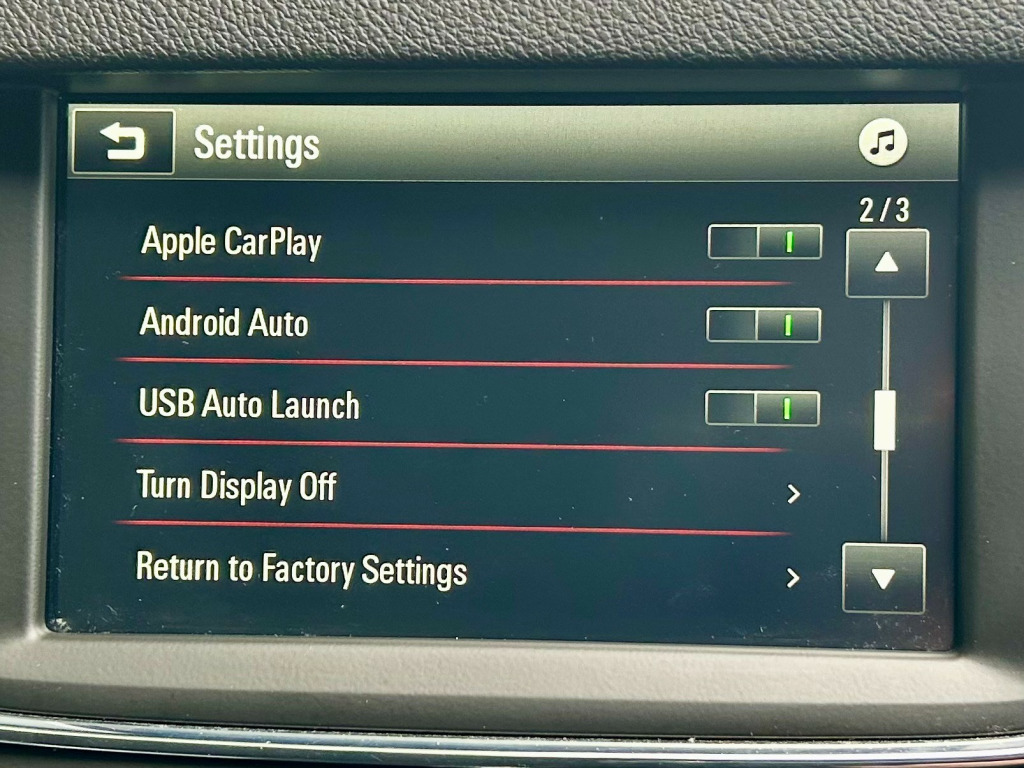 Settings
2/3
Apple CarPlay
Android Auto
USB Auto Launch
Turn Display Off
Return to Factory Settings